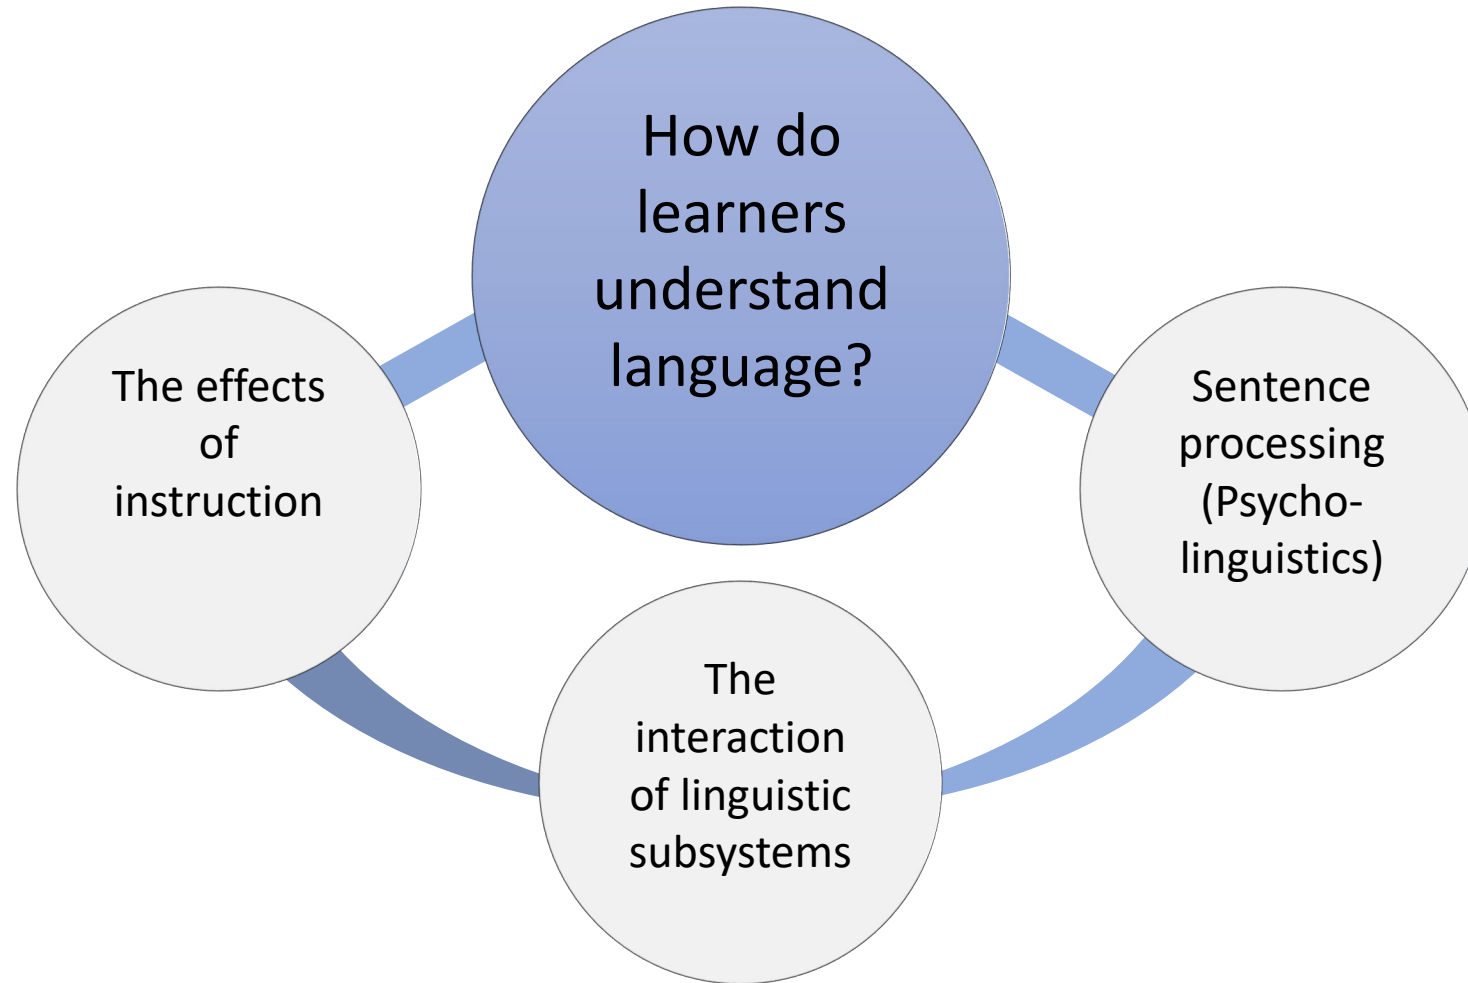 How do
learners
understand
language?
The effects
of
instruction
Sentence
processing
(Psycho-
linguistics)
The
interaction
of linguistic
subsystems